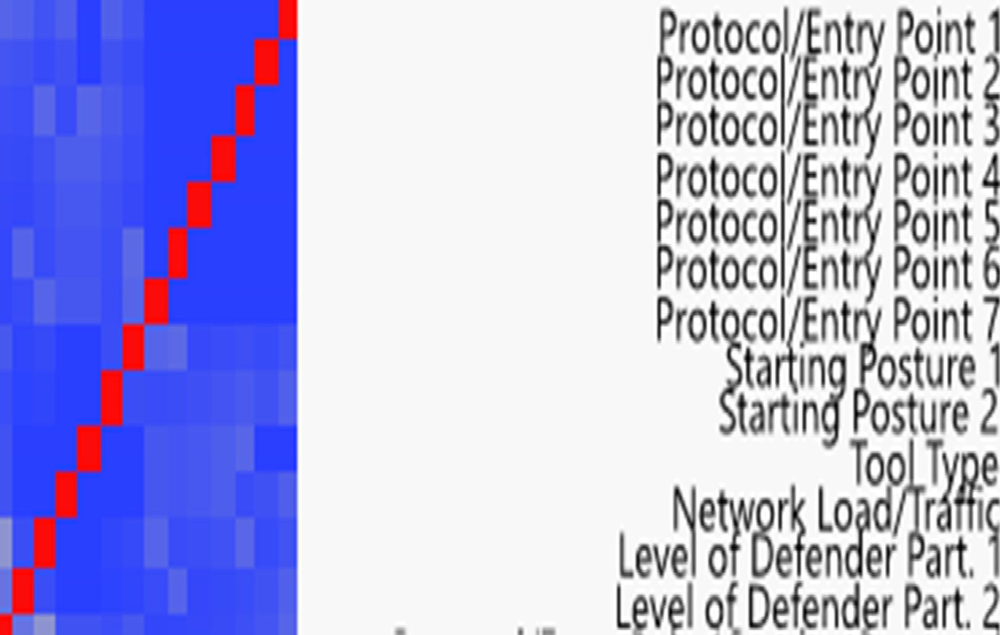 Protocol/Entry Point 1
Protocol/Entry Point 2
Protocol/Entry Point 3
Protocol/Entry Point 4
Protocol/Entry Point 5
Protocol/Entry Point 6
Protocol/Entry Point 7
Starting Posture 1
Starting Posture 2
Tool Type
Network Load/Traffic
Level of Defender Part. 1
Level of Defender Part. 2